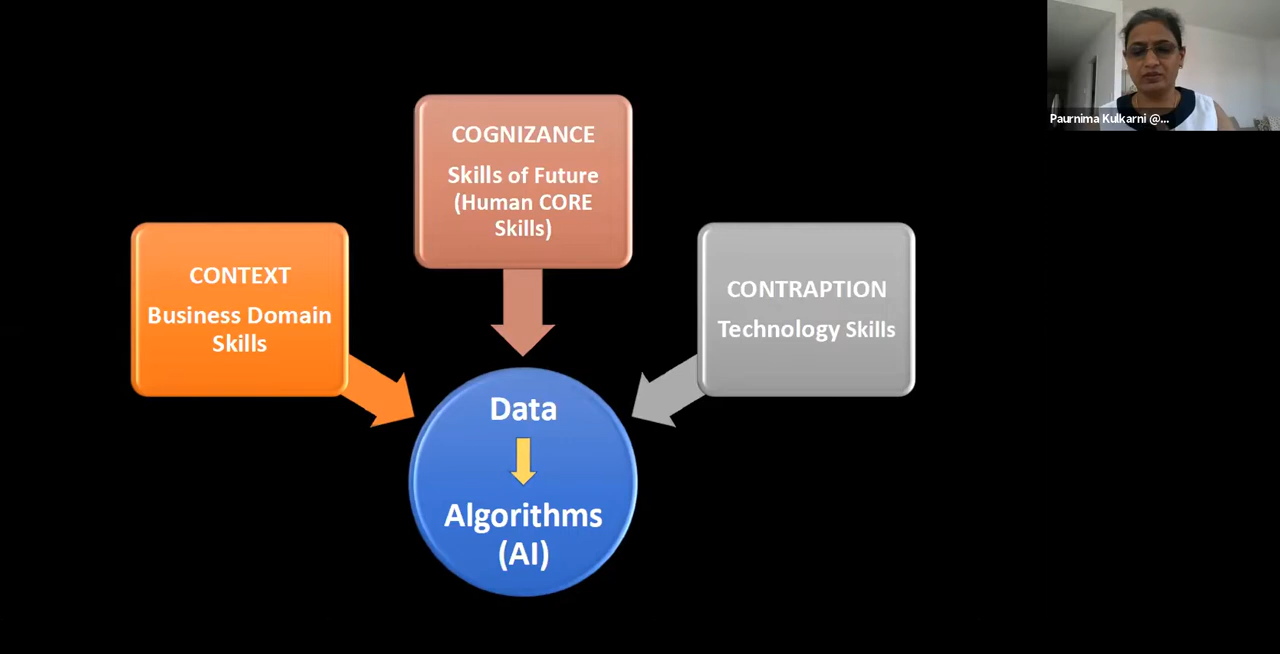 COGNIZANCE
Skills of Future
(Human CORE
Skills)
CONTEXT
Business Domain
Skills
CONTRAPTION
Technology Skills
Data
Algorithms
(AI)
Paurnima Kulkarni @...